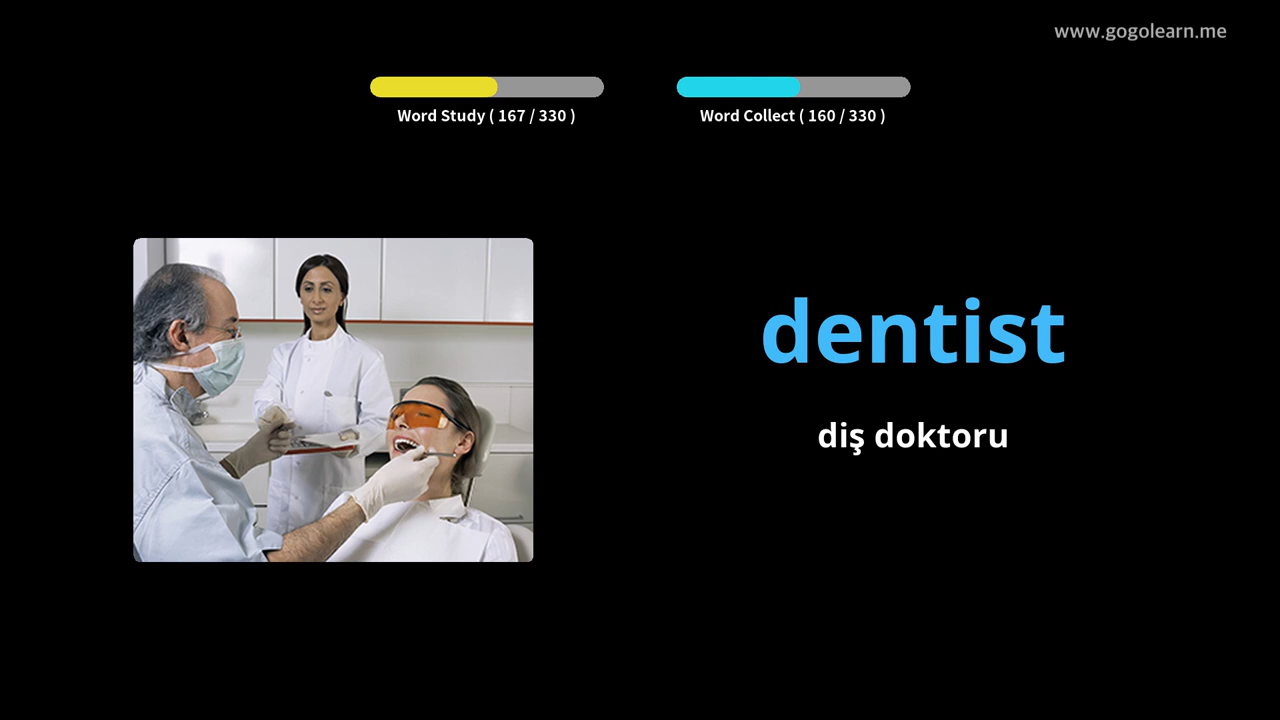 www.gogolearn.me
Word Study ( 167 / 330 )
Word Collect ( 160 / 330 )
dentist
diş doktoru